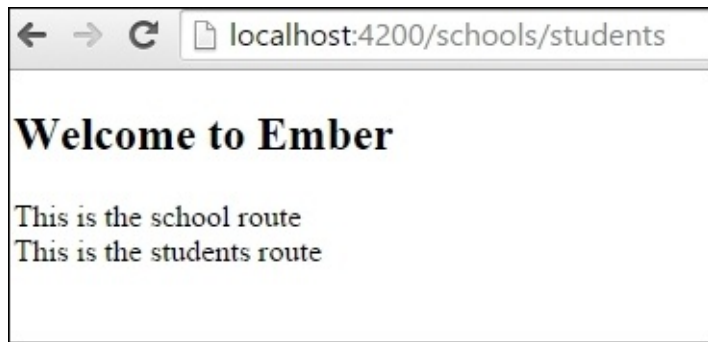 localhost:4200/schools/students
Welcome to Ember
This is the school route
This is the students route